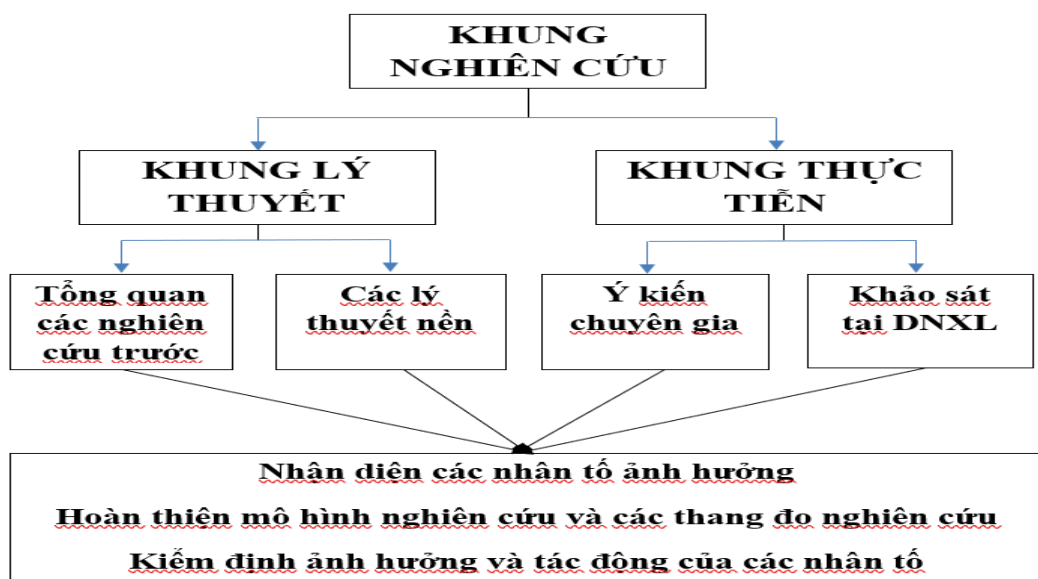 KHUNG
NGHIÊN CỨU
KHUNG LÝ
THUYẾT
KHUNG THỰC
TIỄN
Tổng quan
các nghiên
cứu trước
Các lý
thuyết nền
Ý kiến
chuyên gia
Khảo sát
tại DNXL
Nhận diện các nhân tố ảnh hưởng
Hoàn thiện mô hình nghiên cứu và các thang đo nghiên cứu
Kiểm định ảnh hưởng và tác động của các nhân tố